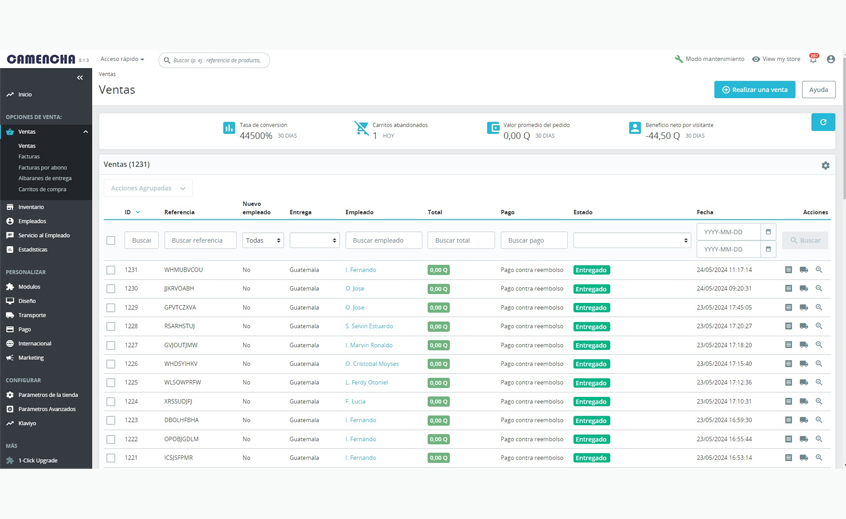 CAMENCHA 8.1.3 Acceso rápido Buscar (p. ej.: referencia de producto, Modo mantenimiento View my store
Ventas
Ventas Realizar una venta Ayuda
Inicio
OPCIONES DE VENTA:
Ventas
Ventas
Facturas
Facturas por abono
Albaranes de entrega
Carritos de compra
Inventario
Empleados
Servicio al Empleado
Estadísticas
PERSONALIZAR
Módulos
Diseño
Transporte
Pago
Internacional
Marketing
CONFIGURAR
Parámetros de la tienda
Parámetros Avanzados
Klaviyo
MÁS
1-Click Upgrade
Tasa de conversión
44500% 30 DIAS
Carritos abandonados
1 HOY
Valor promedio del pedido
0,00 Q 30 DIAS
Beneficio neto por visitante
-44,50 Q 30 DIAS
Ventas (1231)
Acciones Agrupadas
ID Referencia Nuevo empleado Entrega Empleado Total Pago Estado Fecha Acciones
Buscar Buscar referencia Todas Buscar empleado Buscar total Buscar pago YYYY-MM-DD Buscar
YYYY-MM-DD
1231 WHMUBVCOU No Guatemala I. Fernando 0,00 Q Pago contra reembolso Entregado 24/05/2024 11:17:14
1230 JJKRVOABH No Guatemala O. Jose 0,00 Q Pago contra reembolso Entregado 24/05/2024 09:20:31
1229 GPVTCZXVA No Guatemala O. Jose 0,00 Q Pago contra reembolso Entregado 23/05/2024 17:45:05
1228 RSARHSTUJ No Guatemala S. Selvin Estuardo 0,00 Q Pago contra reembolso Entregado 23/05/2024 17:20:27
1227 GVJOUTJMW No Guatemala I. Marvin Ronaldo 0,00 Q Pago contra reembolso Entregado 23/05/2024 17:18:20
1226 WHDSYIHKV No Guatemala O. Cristobal Moyses 0,00 Q Pago contra reembolso Entregado 23/05/2024 17:15:40
1225 WLSOWPRFW No Guatemala L. Ferdy Otoniel 0,00 Q Pago contra reembolso Entregado 23/05/2024 17:12:36
1224 XRSSUDJFJ No Guatemala F. Lucia 0,00 Q Pago contra reembolso Entregado 23/05/2024 17:10:31
1223 DBOLHFBHA No Guatemala I. Fernando 0,00 Q Pago contra reembolso Entregado 23/05/2024 16:59:30
1222 OPOBJGDLM No Guatemala I. Fernando 0,00 Q Pago contra reembolso Entregado 23/05/2024 16:55:44
1221 ICSJSFPMR No Guatemala I. Fernando 0,00 Q Pago contra reembolso Entregado 23/05/2024 16:53:14